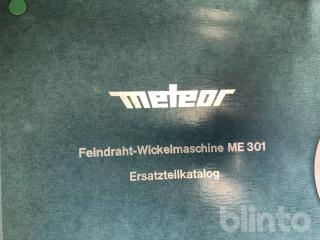 meteor
Feindraht-Wickelmaschine ME 301
Ersatzteilkatalog
blinto